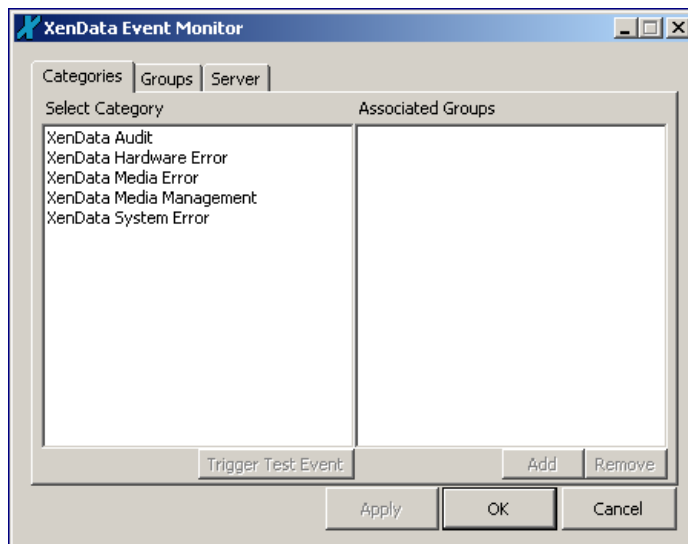 XenData Event Monitor
Categories Groups Server
Select Category Associated Groups
XenData Audit
XenData Hardware Error
XenData Media Error
XenData Media Management
XenData System Error
Trigger Test Event Add Remove
Apply OK Cancel